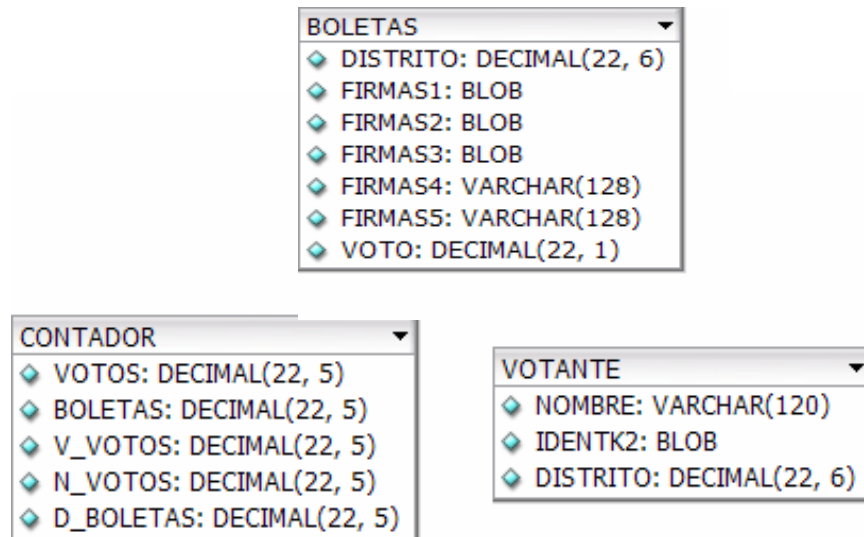 BOLETAS
DISTRITO: DECIMAL(22, 6)
FIRMAS1: BLOB
FIRMAS2: BLOB
FIRMAS3: BLOB
FIRMAS4: VARCHAR(128)
FIRMAS5: VARCHAR(128)
VOTO: DECIMAL(22, 1)
CONTADOR
VOTOS: DECIMAL(22, 5)
BOLETAS: DECIMAL(22, 5)
V_VOTOS: DECIMAL(22, 5)
N_VOTOS: DECIMAL(22, 5)
D_BOLETAS: DECIMAL(22, 5)
VOTANTE
NOMBRE: VARCHAR(120)
IDENTK2: BLOB
DISTRITO: DECIMAL(22, 6)